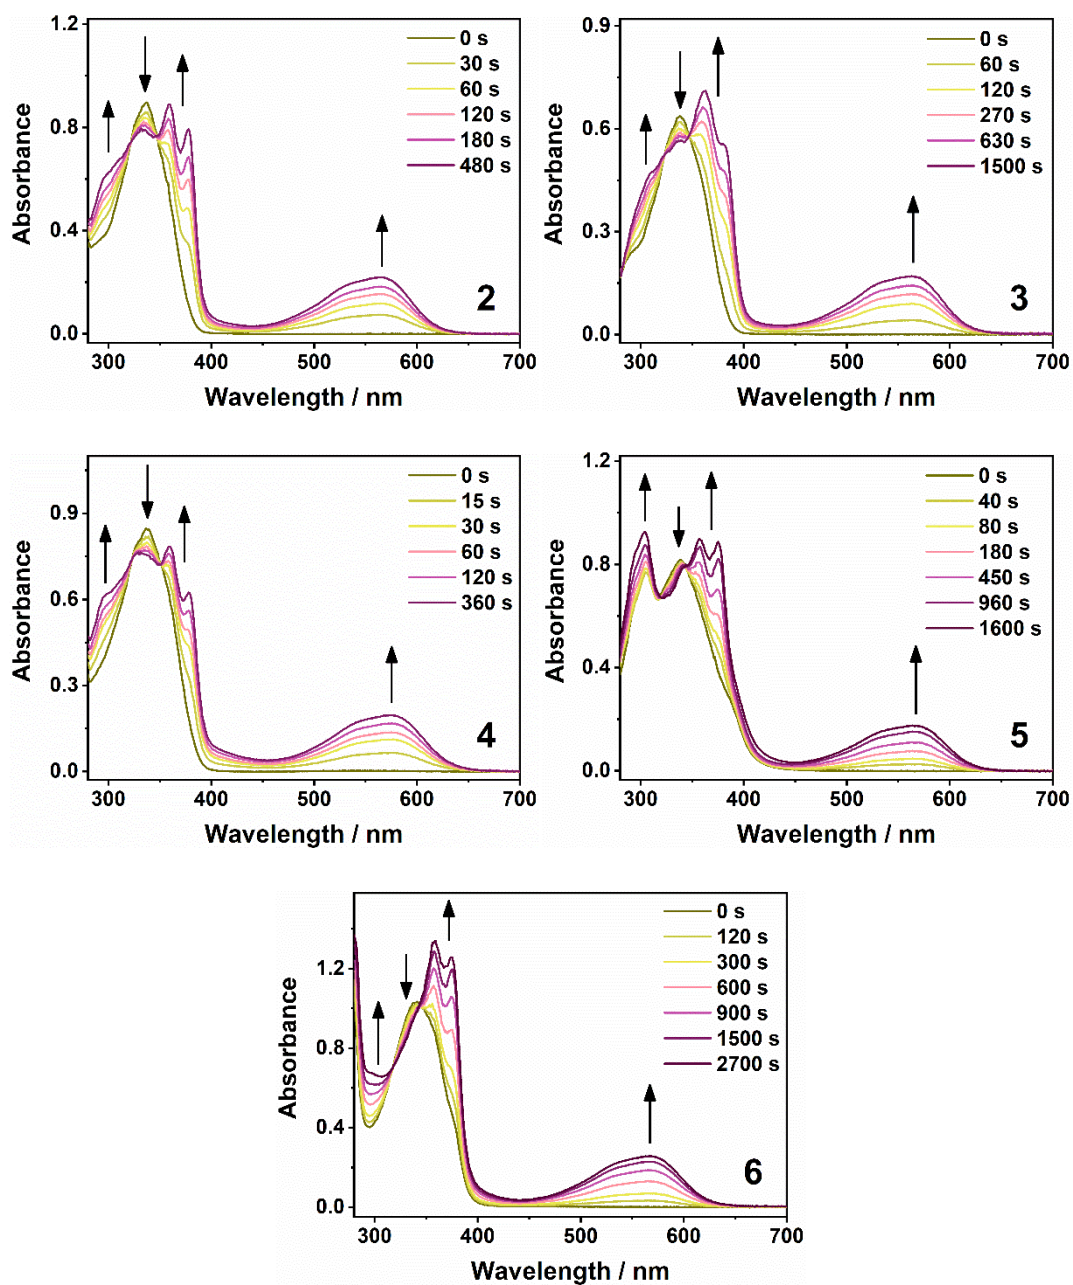 1.2
0.8
0.4
0.0
Absorbance
300 400 500 600 700
Wavelength / nm
0 s
30 s
60 s
120 s
180 s
480 s
2
0.9
0.6
0.3
0.0
Absorbance
300 400 500 600 700
Wavelength / nm
0 s
60 s
120 s
270 s
630 s
1500 s
3
0.9
0.6
0.3
0.0
Absorbance
300 400 500 600 700
Wavelength / nm
0 s
15 s
30 s
60 s
120 s
360 s
4
1.2
0.8
0.4
0.0
Absorbance
300 400 500 600 700
Wavelength / nm
0 s
40 s
80 s
180 s
450 s
960 s
1600 s
5
1.2
0.8
0.4
0.0
Absorbance
300 400 500 600 700
Wavelength / nm
0 s
120 s
300 s
600 s
900 s
1500 s
2700 s
6